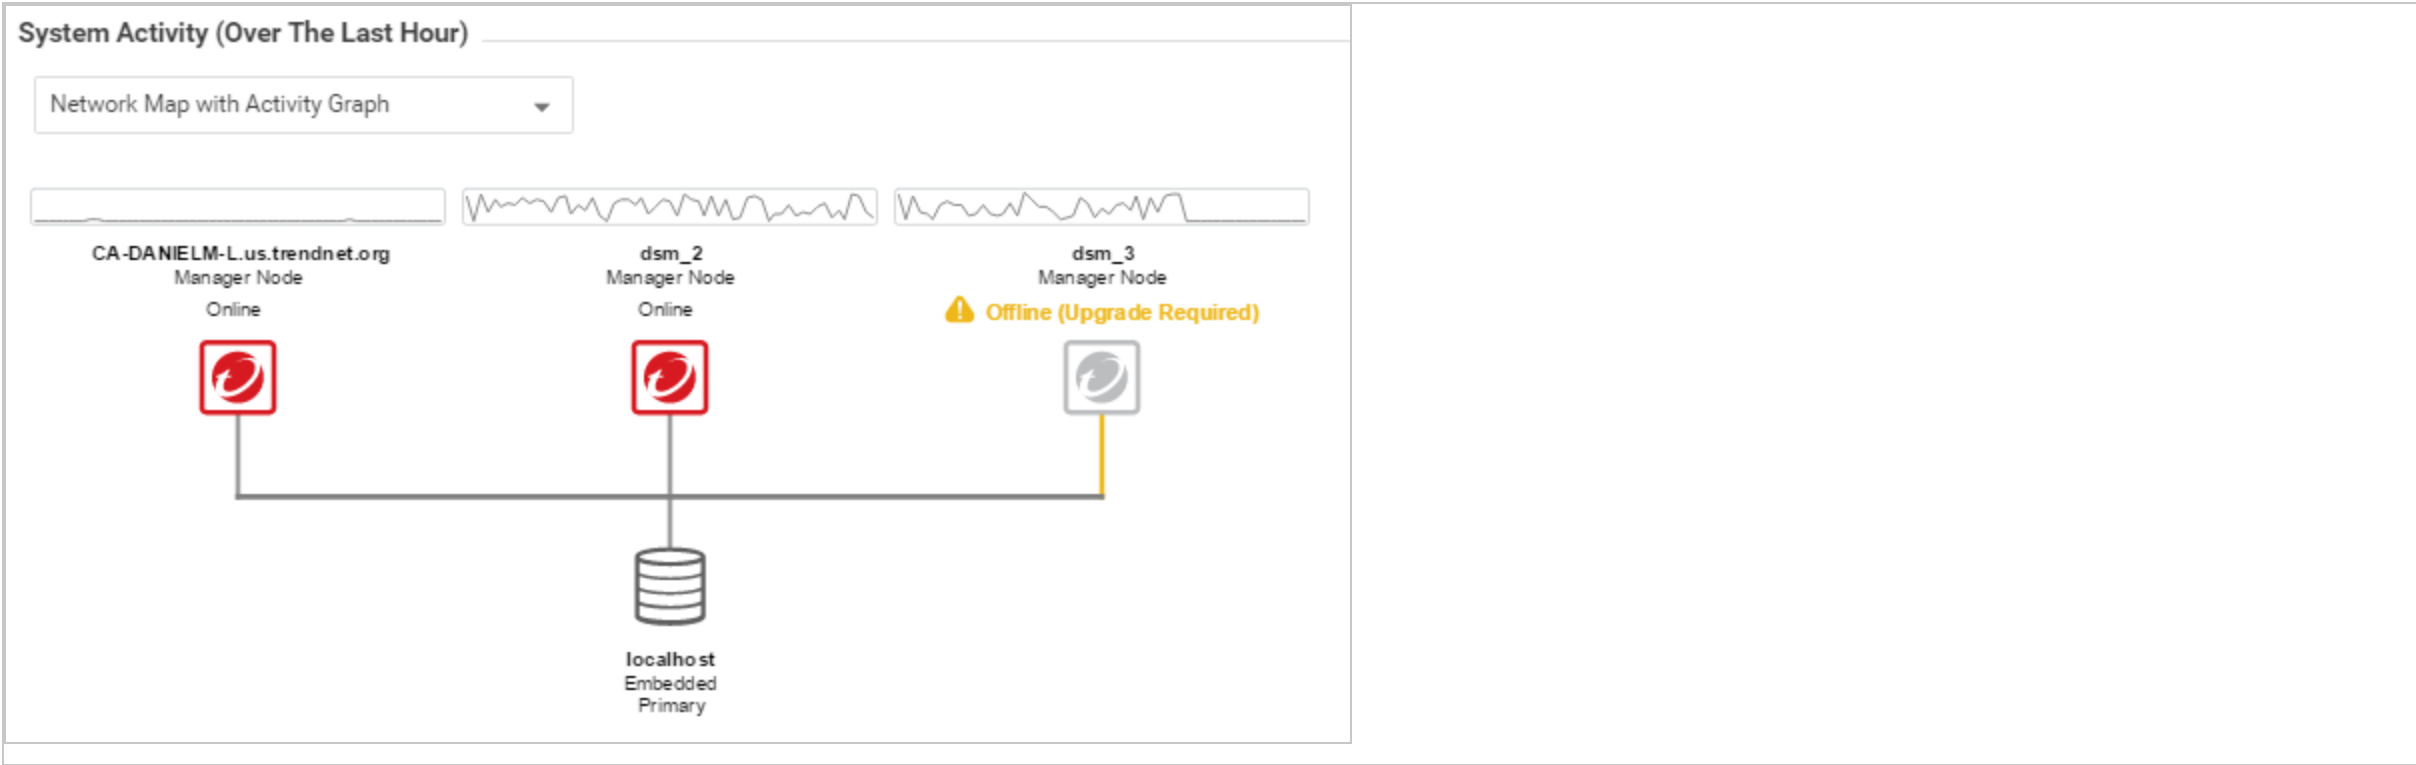 System Activity (Over The Last Hour)
Network Map with Activity Graph
CA-DANIELM-L.us.trendnet.org
Manager Node
Online
dsm_2
Manager Node
Online
dsm_3
Manager Node
Offline (Upgrade Required)
localhost
Embedded
Primary